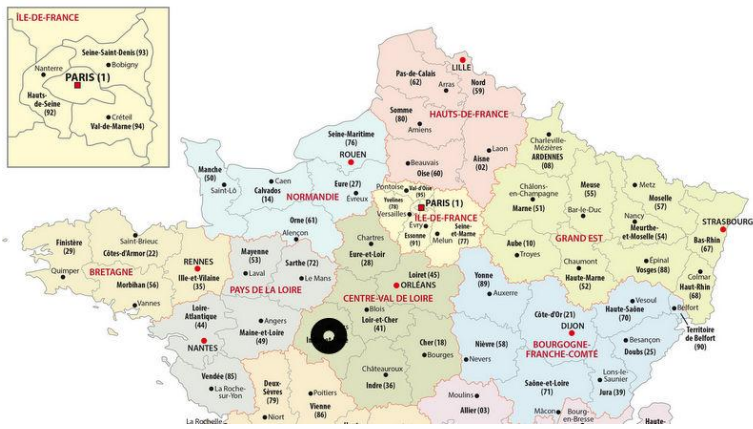 ÎLE-DE-FRANCE
Seine-Saint-Denis (93)
Bobigny
Nanterre
PARIS (1)
Hauts-
de-Seine
(92)
Créteil
Val-de-Marne (94)
LILLE
Pas-de-Calais
(62)
Nord
(59)
Arras
HAUTS-DE-FRANCE
Somme
(80)
Amiens
Laon
Aisne
(02)
Beauvais
Oise (60)
Charleville-
Mézières
ARDENNES
(08)
Seine-Maritime
(76)
ROUEN
Manche
(50)
Saint-Lô
Caen
Calvados
(14)
NORMANDIE
Eure (27)
Évreux
Orne (61)
Alençon
Pontoise
Val-d'Oise
(95)
Yvelines
(78)
Versailles
PARIS (1)
ÎLE-DE-FRANCE
Évry
Essonne
(91)
Melun
Seine-
et-Marne
(77)
Châlons-
en-Champagne
Marne (51)
Meuse
(55)
Bar-le-Duc
Metz
Moselle
(57)
Nancy
Meurthe-
et-Moselle (54)
STRASBOURG
Bas-Rhin
(67)
GRAND EST
Aube (10)
Troyes
Chaumont
Haute-Marne
(52)
Épinal
Vosges (88)
Colmar
Haut-Rhin
(68)
Finistère
(29)
Quimper
Saint-Brieuc
Côtes-d'Armor (22)
BRETAGNE
RENNES
Ille-et-Vilaine
(35)
Morbihan (56)
Vannes
Mayenne
(53)
Laval
Sarthe (72)
Le Mans
PAYS DE LA LOIRE
Loire-
Atlantique
(44)
NANTES
Angers
Maine-et-Loire
(49)
Vendée (85)
La Roche-
sur-Yon
Chartres
Eure-et-Loir
(28)
Loiret (45)
ORLÉANS
CENTRE-VAL DE LOIRE
Blois
Loir-et-Cher
(41)
Cher (18)
Bourges
Châteauroux
Indre (36)
Yonne
(89)
Auxerre
Côte-d'Or (21)
DIJON
BOURGOGNE-
FRANCHE-COMTÉ
Nièvre (58)
Nevers
Saône-et-Loire
(71)
Mâcon
Vesoul
Haute-Saône
(70)
Belfort
Territoire
de Belfort
(90)
Besançon
Doubs (25)
Lons-le-
Saunier
Jura (39)
Deux-
Sèvres
(79)
Niort
Poitiers
Vienne
(86)
La Rochelle
Moulins
Allier (03)
Bourg-
en-Bresse
Haute-